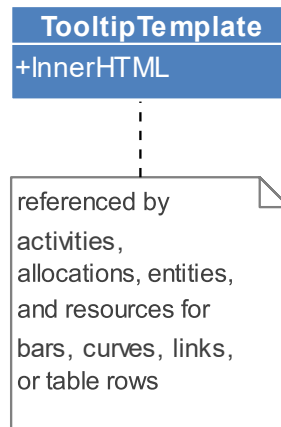 TooltipTemplate
+InnerHTML
referenced by
activities,
allocations, entities,
and resources for
bars, curves, links,
or table rows